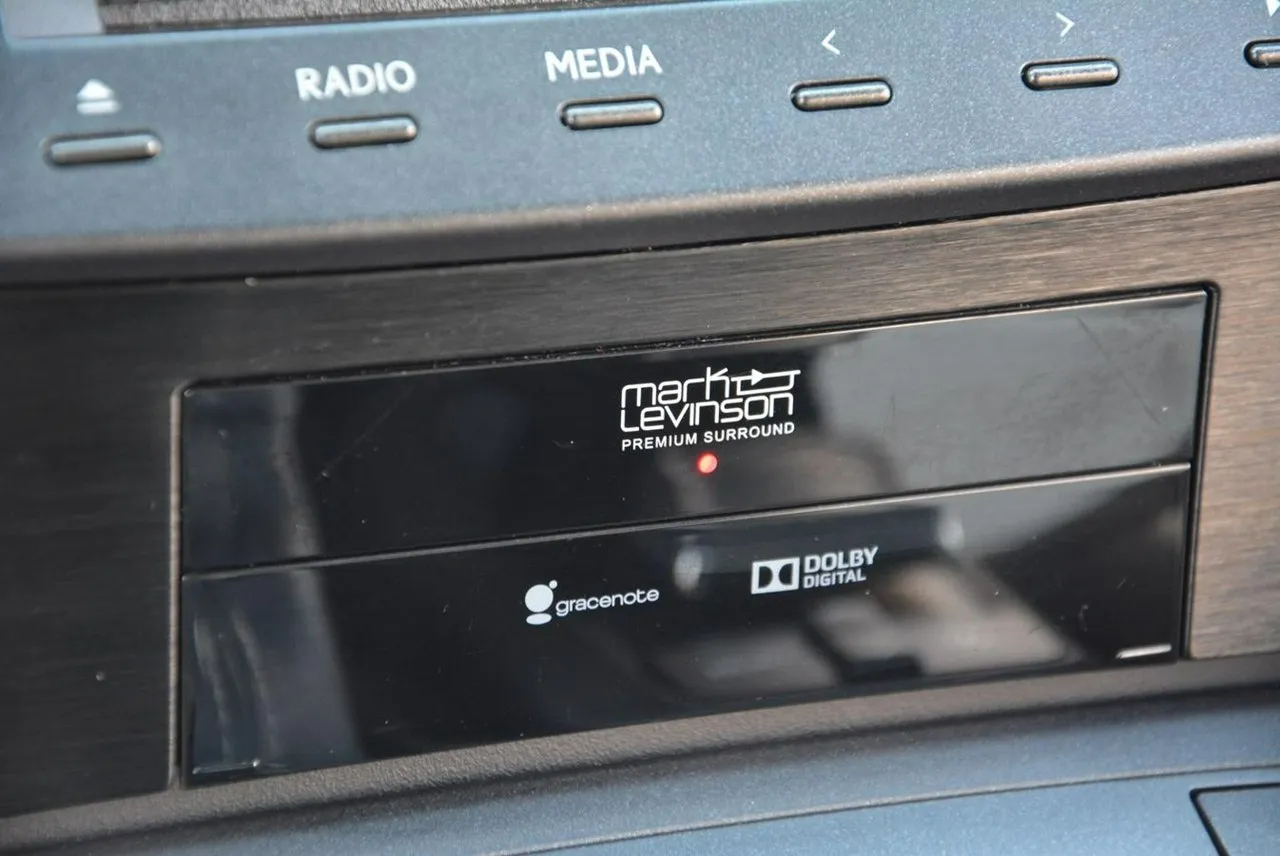 RADIO
MEDIA
< >
mark
Levinson
PREMIUM SURROUND
gracenote
DOLBY
DIGITAL